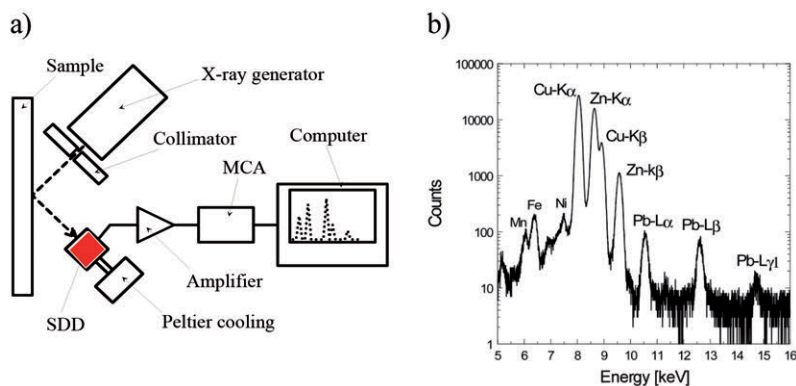 a)
Sample
X-ray generator
Collimator
Computer
MCA
Amplifier
SDD
Peltier cooling
b)
100000
10000
1000
100
10
1
Counts
Cu-Kα
Zn-Kα
Cu-Kβ
Zn-kβ
Mn
Fe
Ni
Pb-Lα
Pb-Lβ
Pb-LγI
5 6 7 8 9 10 11 12 13 14 15 16
Energy [keV]